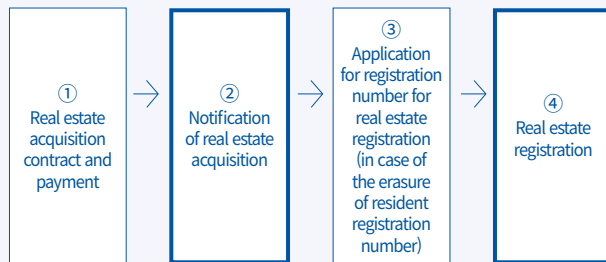 ①
Real estate
acquisition
contract and
payment
②
Notification
of real estate
acquisition
③
Application
for registration
number for
real estate
registration
(in case of
the erasure
of resident
registration
number)
④
Real estate
registration